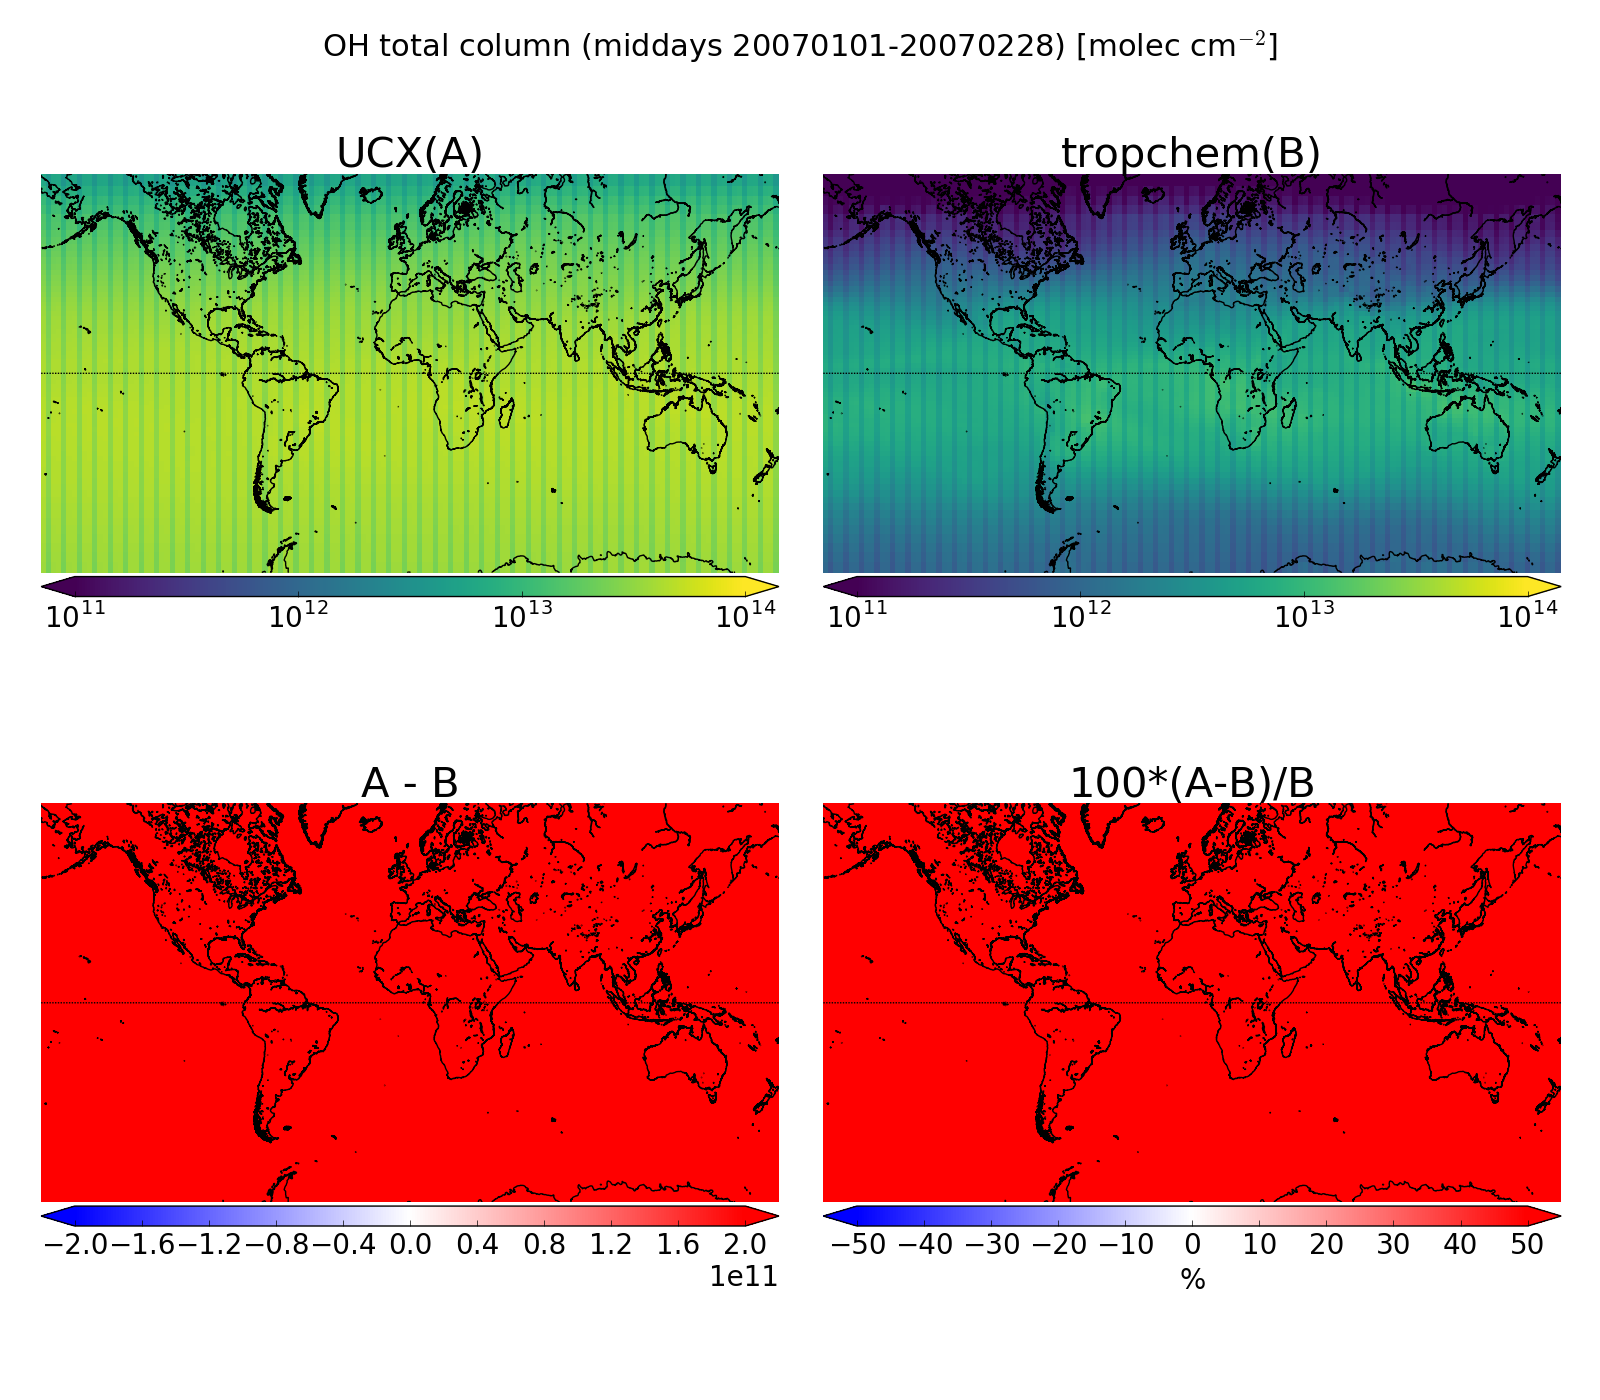 OH total column (middays 20070101-20070228) [molec cm⁻²]
UCX(A) tropchem(B)
10¹¹ 10¹² 10¹³ 10¹⁴ 10¹¹ 10¹² 10¹³ 10¹⁴
A - B 100*(A-B)/B
−2.0 −1.6 −1.2 −0.8 −0.4 0.0 0.4 0.8 1.2 1.6 2.0 −50 −40 −30 −20 −10 0 10 20 30 40 50
1e11 %